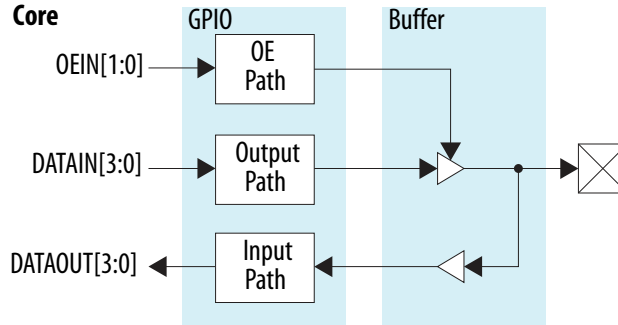 Core
GPIO
Buffer
OEIN[1:0]
OE
Path
DATAIN[3:0]
Output
Path
DATAOUT[3:0]
Input
Path